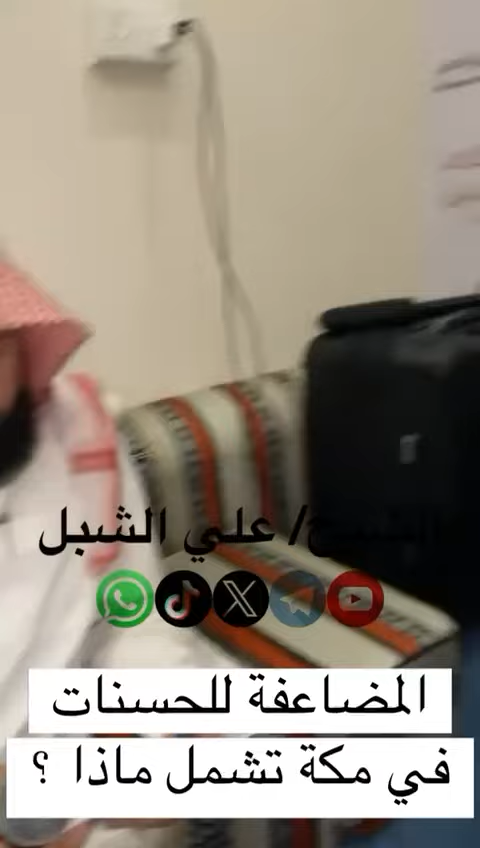 الشيخ/ علي الشبل
المضاعفة للحسنات
في مكة تشمل ماذا ؟